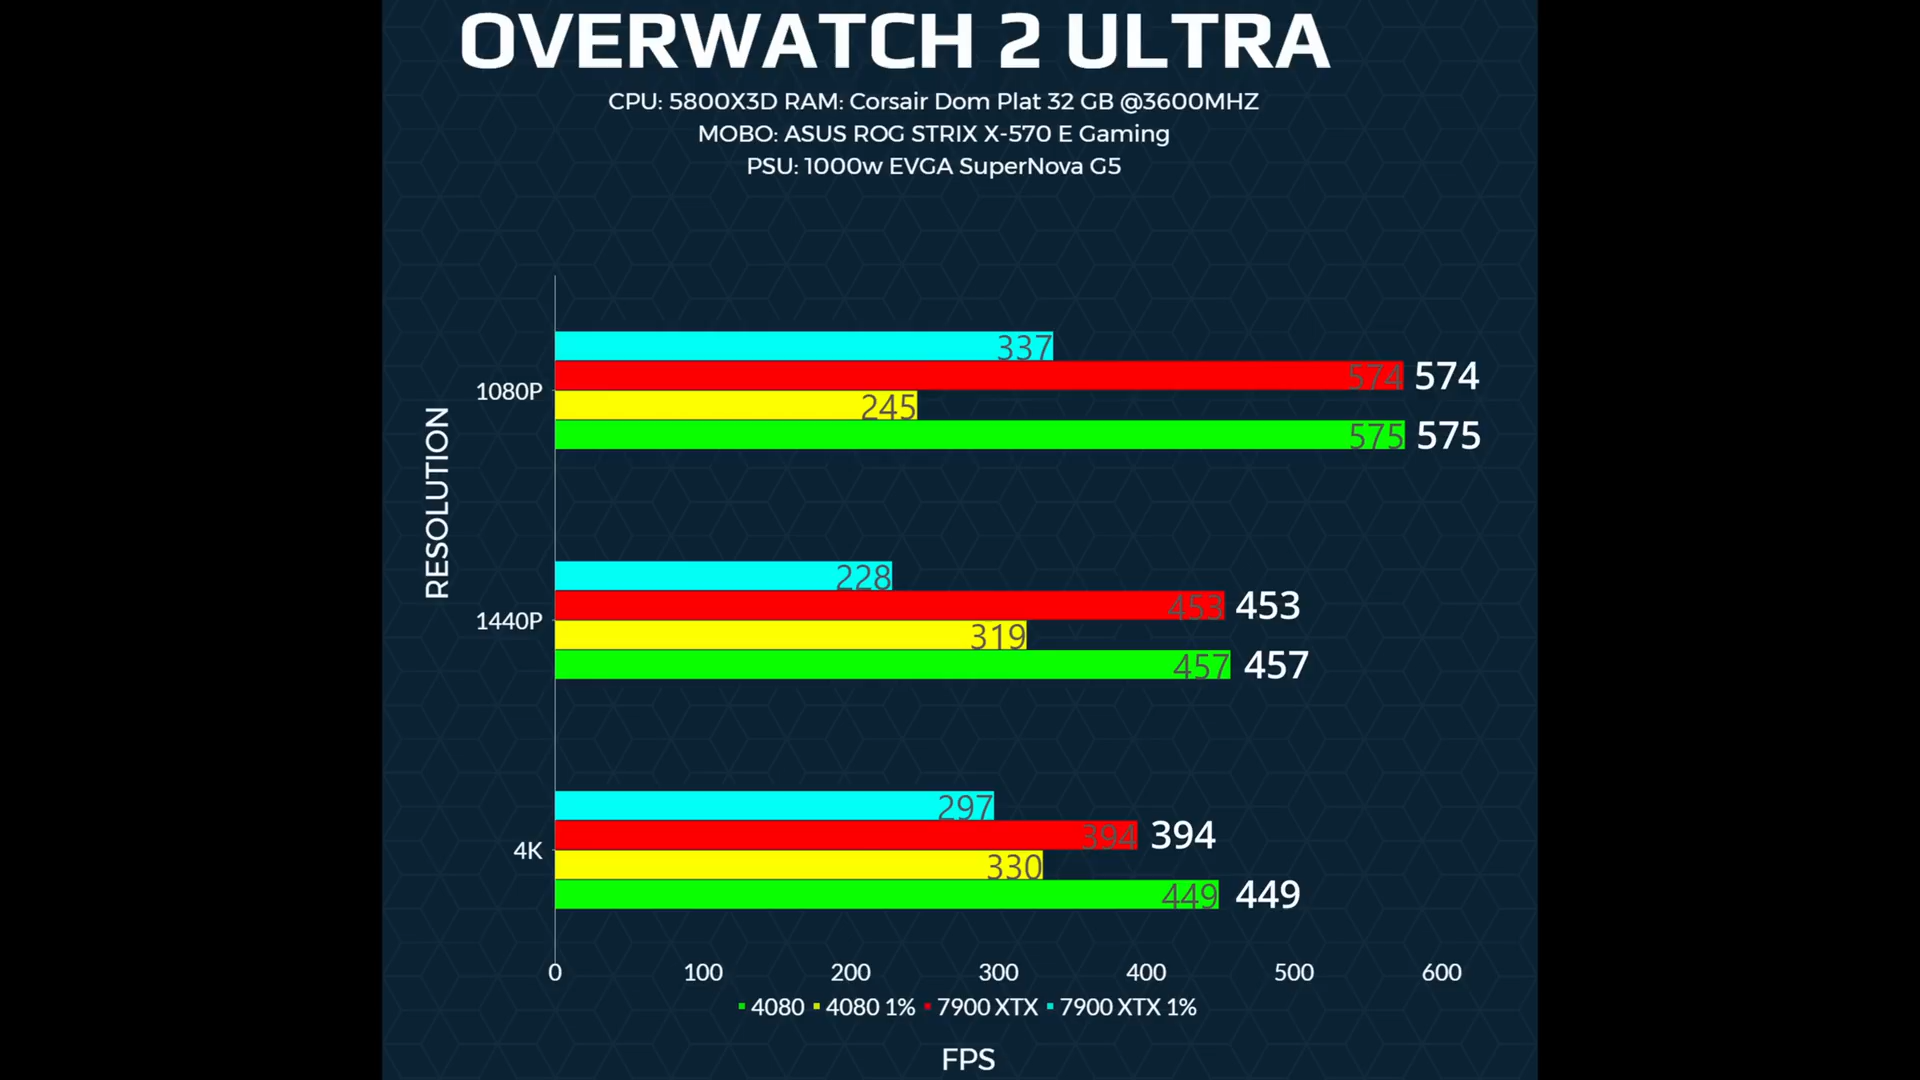 OVERWATCH 2 ULTRA
CPU: 5800X3D RAM: Corsair Dom Plat 32 GB @3600MHZ
MOBO: ASUS ROG STRIX X-570 E Gaming
PSU: 1000w EVGA SuperNova G5
RESOLUTION
1080P
337
574 574
245
575 575
1440P
228
453 453
319
457 457
4K
297
394 394
330
449 449
0 100 200 300 400 500 600
4080 4080 1% 7900 XTX 7900 XTX 1%
FPS